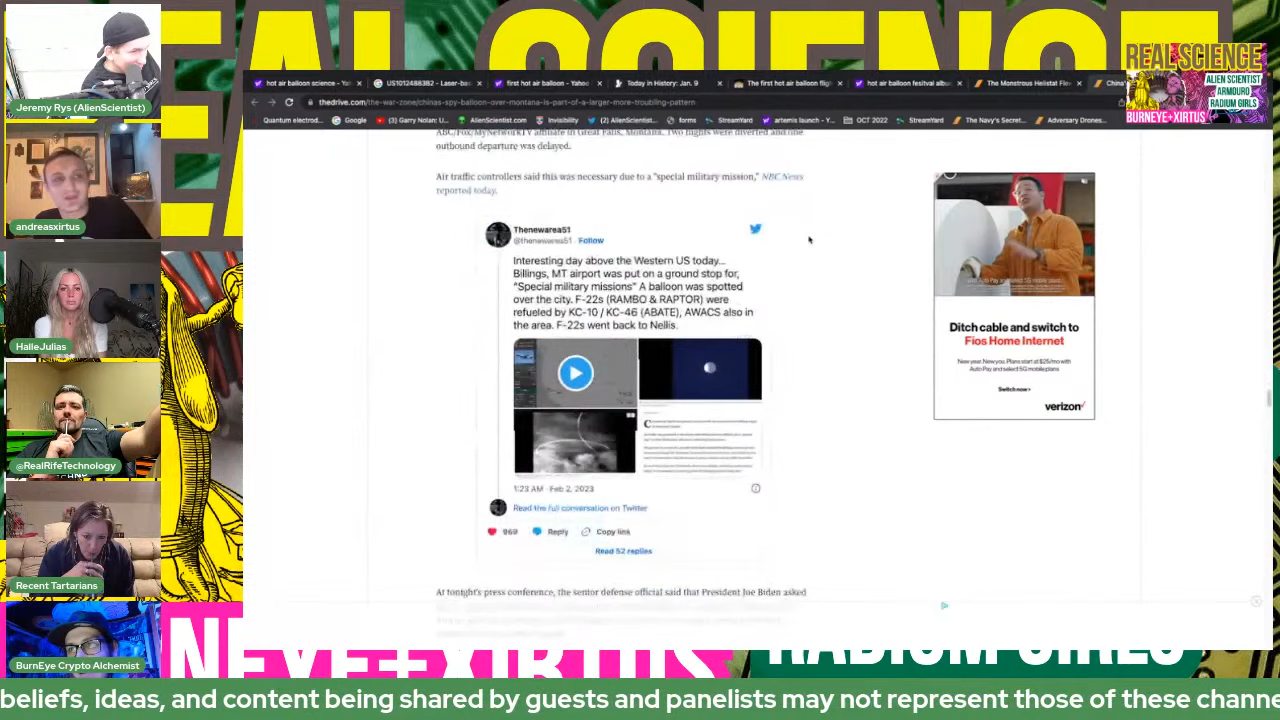 REAL SCIENCE
Jeremy Rys (AlienScientist)
andreasxirtus
HalleJulias
@RealRifeTechnology
Recent Tartarians
BurnEye Crypto Alchemist
hot air balloon science - Ya
US10124883B2 - Laser-bas
first hot air balloon - Yahoo
Today in History: Jan. 9
The first hot air balloon fligh
hot air balloon fesitval albu
The Monstrous Helistat Fle
China
thedrive.com/the-war-zone/chinas-spy-balloon-over-montana-is-part-of-a-larger-more-troubling-pattern
Quantum electrod...
Google
(3) Garry Nolan: U...
Invisibility
(2) AlienScientist...
forms
StreamYard
artemis launch - Y...
OCT 2022
StreamYard
The Navy's Secret...
Adversary Drones...
REAL SCIENCE
ALIEN SCIENTIST
ARMOURO
RADIUM GIRLS
BURNEYE+XIRTUS
ABC/Fox/MyNetworkTV affiliate in Great Falls, Montana. Two flights were diverted and one
outbound departure was delayed.
Air traffic controllers said this was necessary due to a "special military mission," NBC News
reported today.
Thenewarea51
@thenewarea51 · Follow
Interesting day above the Western US today...
Billings, MT airport was put on a ground stop for,
"Special military missions" A balloon was spotted
over the city. F-22s (RAMBO & RAPTOR) were
refueled by KC-10 / KC-46 (ABATE), AWACS also in
the area. F-22s went back to Nellis.
1:23 AM · Feb 2, 2023
Read the full conversation on Twitter
969
Reply
Copy link
Read 52 replies
At tonight's press conference, the senior defense official said that President Joe Biden asked
Ditch cable and switch to
Fios Home Internet
New year. New you. Plans start at $25/mo with
Auto Pay and select 5G mobile plans
Switch now >
verizon
NEYE+XIRTUS
RADIUM GIRLS
beliefs, ideas, and content being shared by guests and panelists may not represent those of these channe